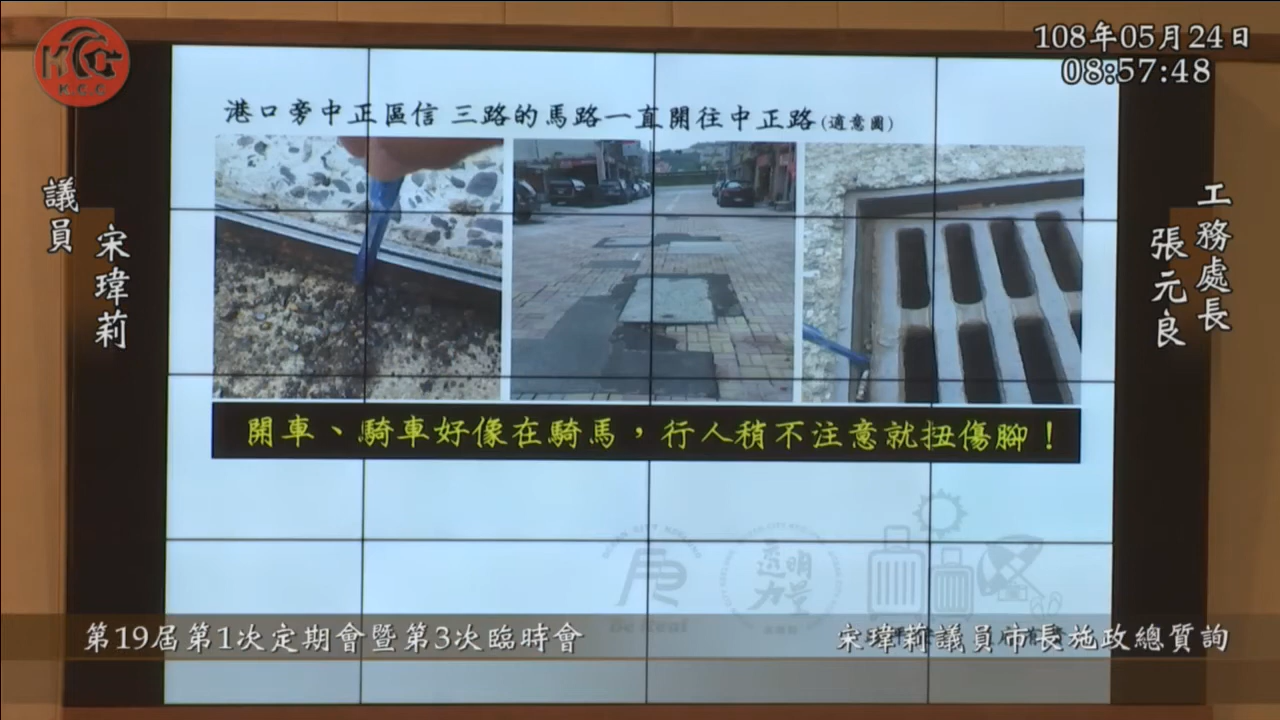 KCC
K.C.C
108年05月24日
08:57:48
港口旁中正區信 三路的馬路一直開往中正路(適意圖)
議員
宋瑋莉
工務處長
張元良
開車、騎車好像在騎馬，行人稍不注意就扭傷腳！
透明
力量
第19屆第1次定期會暨第3次臨時會
宋瑋莉議員市長施政總質詢